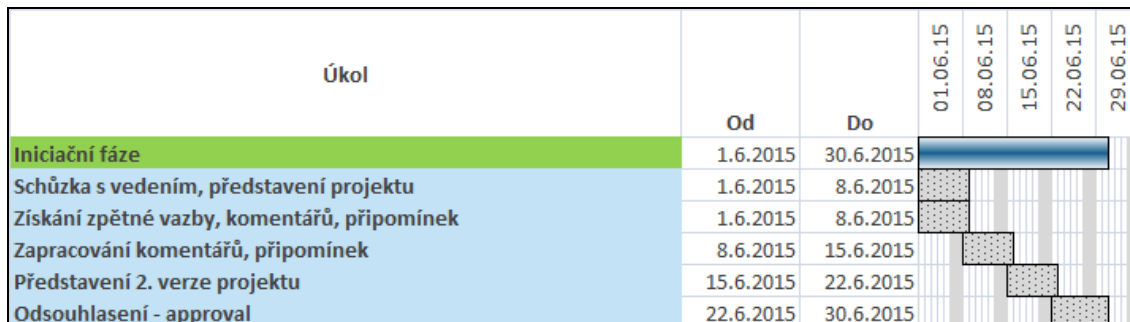 Úkol Od Do 01.06.15 08.06.15 15.06.15 22.06.15 29.06.15
Iniciační fáze 1.6.2015 30.6.2015
Schůzka s vedením, představení projektu 1.6.2015 8.6.2015
Získání zpětné vazby, komentářů, připomínek 1.6.2015 8.6.2015
Zapracování komentářů, připomínek 8.6.2015 15.6.2015
Představení 2. verze projektu 15.6.2015 22.6.2015
Odsouhlasení - approval 22.6.2015 30.6.2015